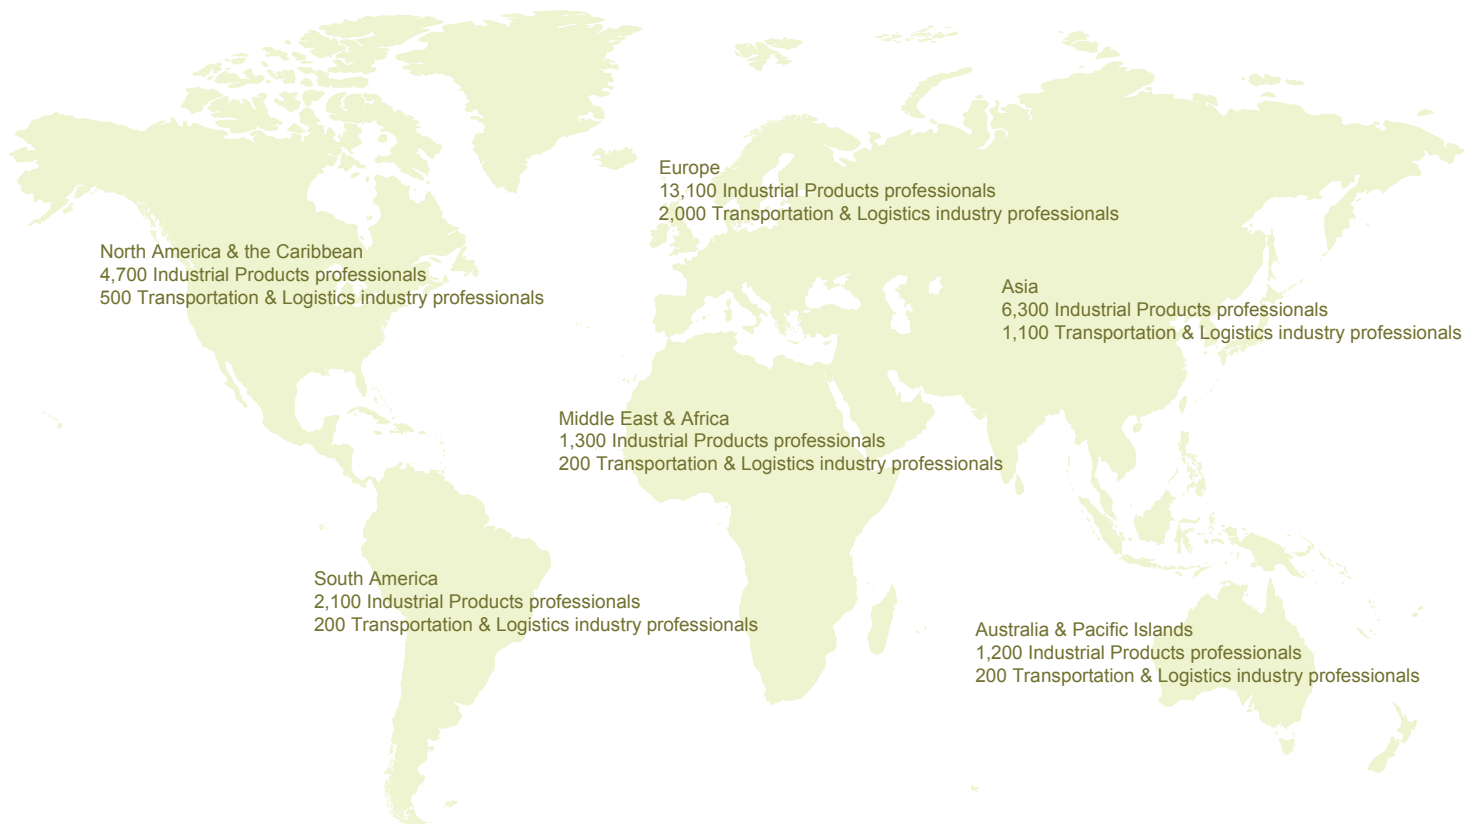 Europe
13,100 Industrial Products professionals
2,000 Transportation & Logistics industry professionals
North America & the Caribbean
4,700 Industrial Products professionals
500 Transportation & Logistics industry professionals
Asia
6,300 Industrial Products professionals
1,100 Transportation & Logistics industry professionals
Middle East & Africa
1,300 Industrial Products professionals
200 Transportation & Logistics industry professionals
South America
2,100 Industrial Products professionals
200 Transportation & Logistics industry professionals
Australia & Pacific Islands
1,200 Industrial Products professionals
200 Transportation & Logistics industry professionals